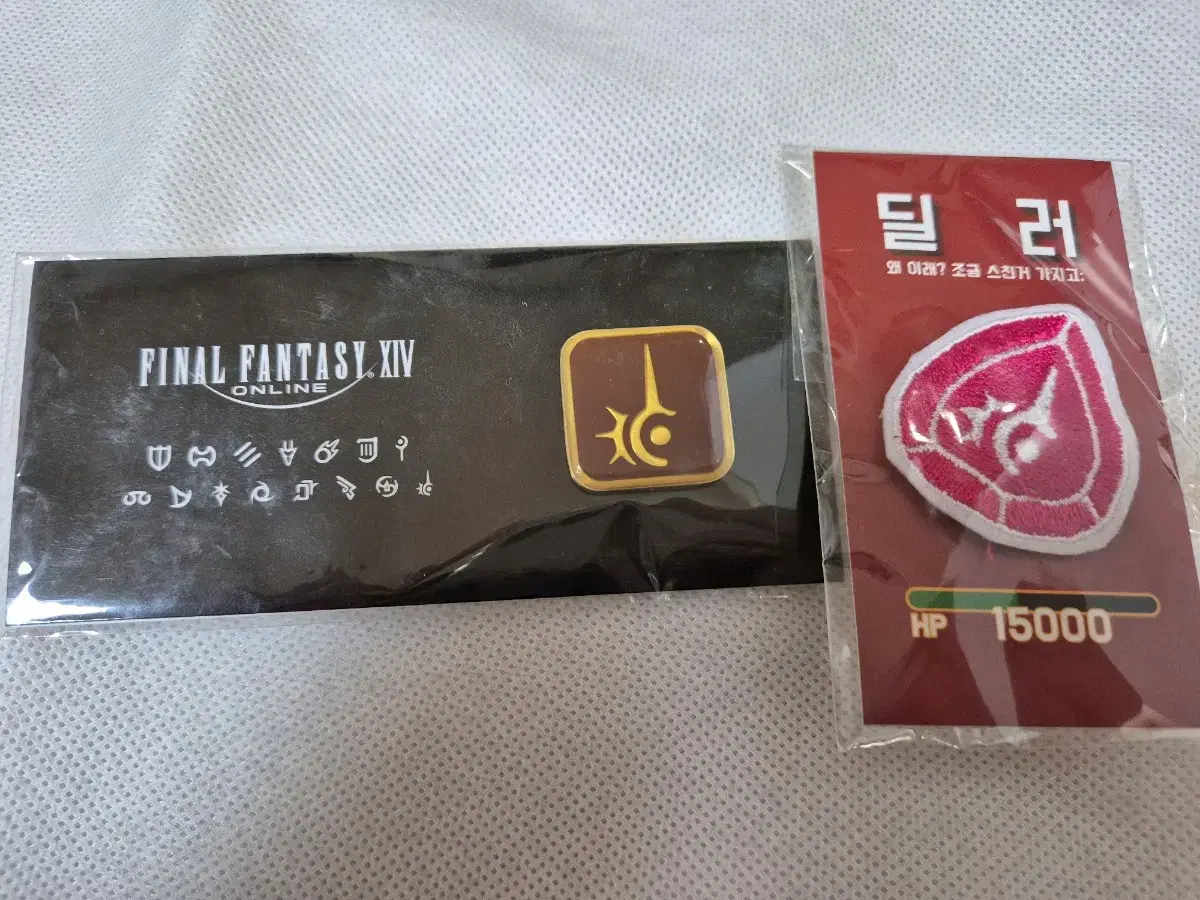 FINAL FANTASY XIV
ONLINE
딜 러
왜 이래? 조금 스친거 가지고;
HP 15000